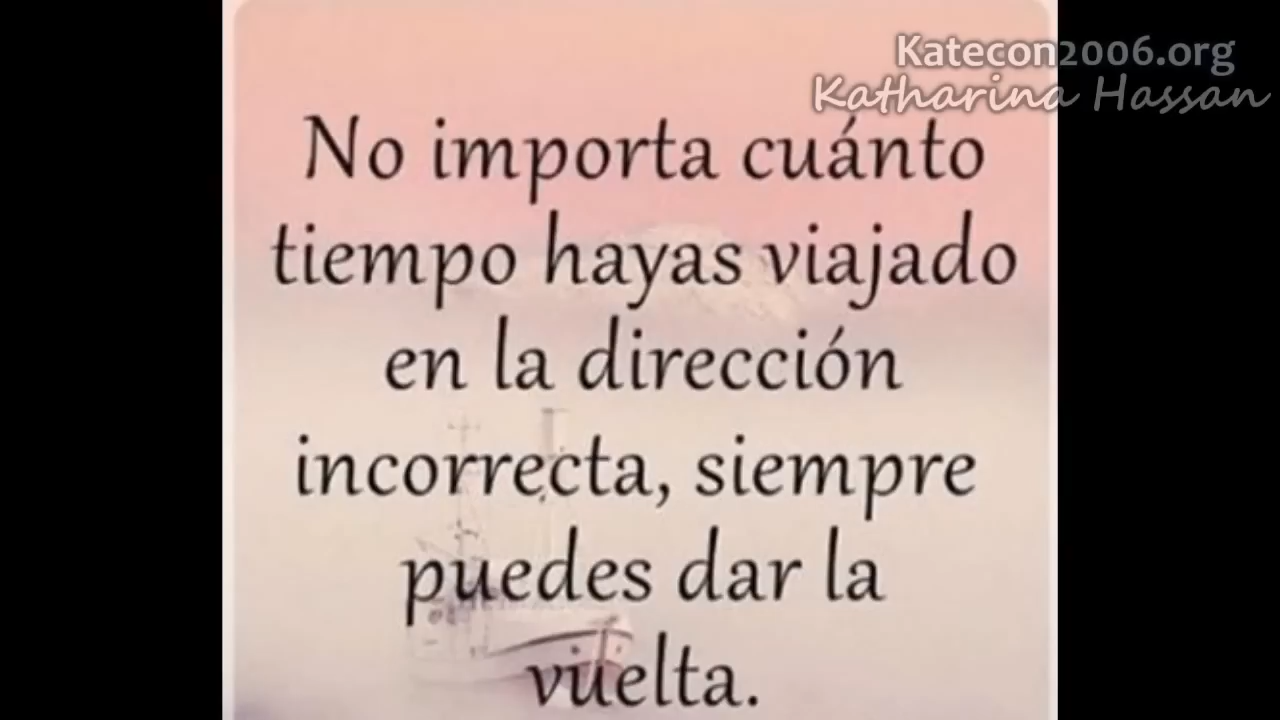 Katecon2006.org
Katharina Hassan
No importa cuánto
tiempo hayas viajado
en la dirección
incorrecta, siempre
puedes dar la
vuelta.